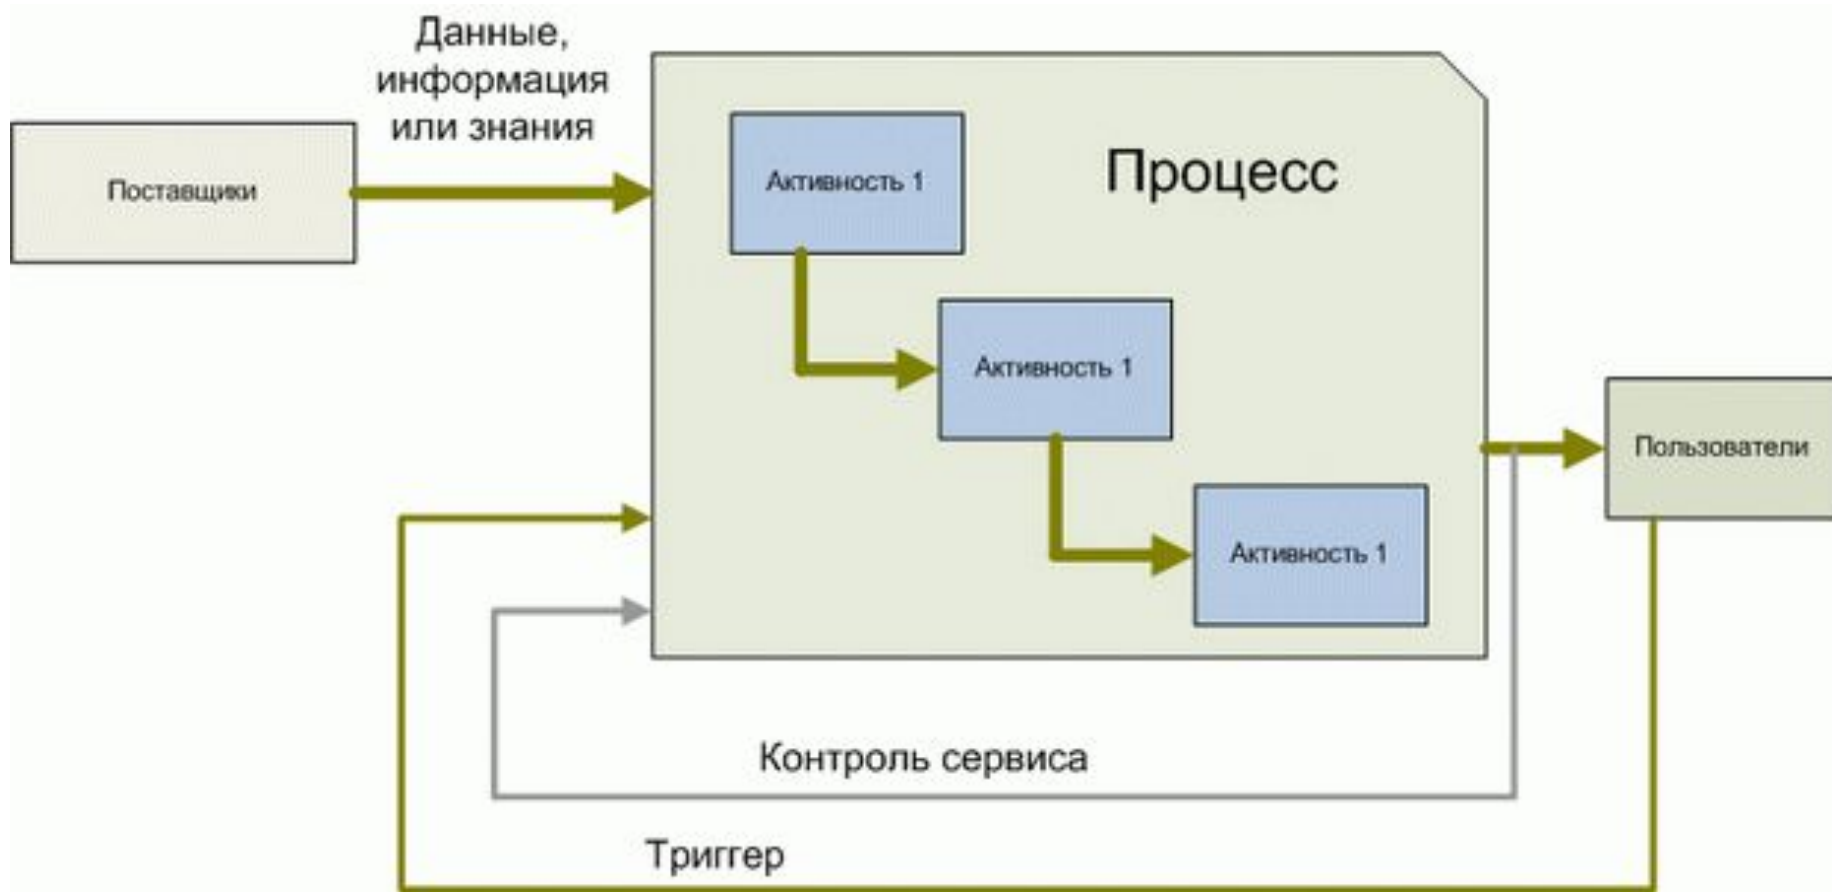 Данные,
информация
или знания
Поставщики
Процесс
Активность 1
Активность 1
Активность 1
Пользователи
Контроль сервиса
Триггер